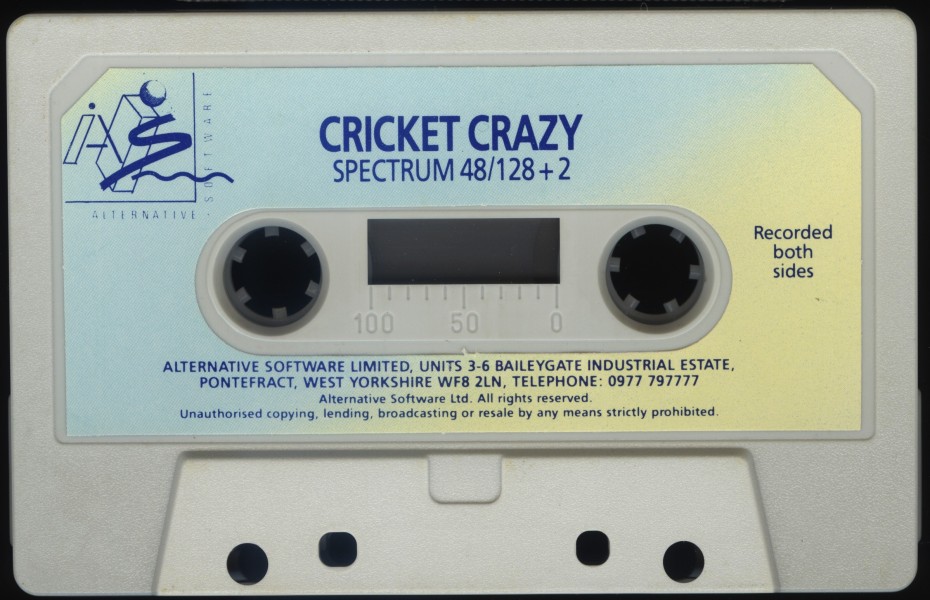 SOFTWARE
ALTERNATIVE
CRICKET CRAZY
SPECTRUM 48/128+2
Recorded
both
sides
100 50 0
ALTERNATIVE SOFTWARE LIMITED, UNITS 3-6 BAILEYGATE INDUSTRIAL ESTATE,
PONTEFRACT, WEST YORKSHIRE WF8 2LN, TELEPHONE: 0977 797777
Alternative Software Ltd. All rights reserved.
Unauthorised copying, lending, broadcasting or resale by any means strictly prohibited.